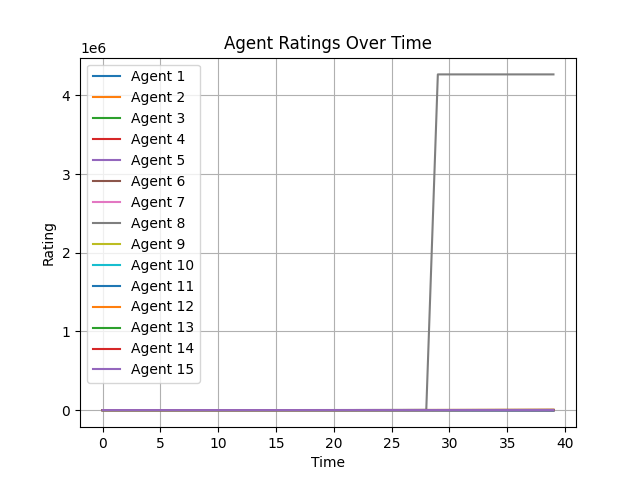 Agent Ratings Over Time
1e6
Agent 1
Agent 2
Agent 3
Agent 4
Agent 5
Agent 6
Agent 7
Agent 8
Agent 9
Agent 10
Agent 11
Agent 12
Agent 13
Agent 14
Agent 15
4
3
2
1
0
Rating
0 5 10 15 20 25 30 35 40
Time